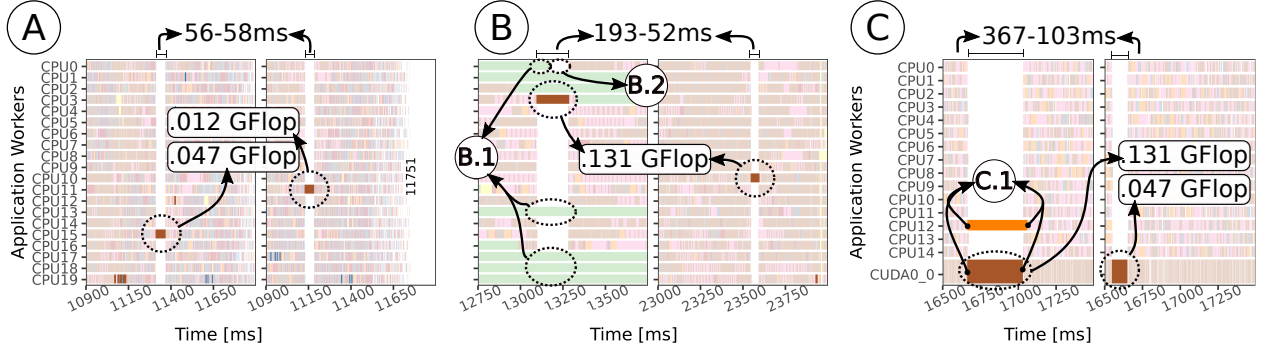 A
56-58ms
Application Workers
CPU0
CPU1
CPU2
CPU3
CPU4
CPU5
CPU6
CPU7
CPU8
CPU9
CPU10
CPU11
CPU12
CPU13
CPU14
CPU15
CPU16
CPU17
CPU18
CPU19
.012 GFlop
.047 GFlop
11751
10900 11150 11400 11650 10900 11150 11400 11650
Time [ms]
B
193-52ms
B.2
B.1
.131 GFlop
12750 13000 13250 13500 23000 23250 23500 23750
Time [ms]
C
367-103ms
Application Workers
CPU0
CPU1
CPU2
CPU3
CPU4
CPU5
CPU6
CPU7
CPU8
CPU9
CPU10
CPU11
CPU12
CPU13
CPU14
CUDA0_0
C.1
.131 GFlop
.047 GFlop
16500 16750 17000 17250 16500 16750 17000 17250
Time [ms]